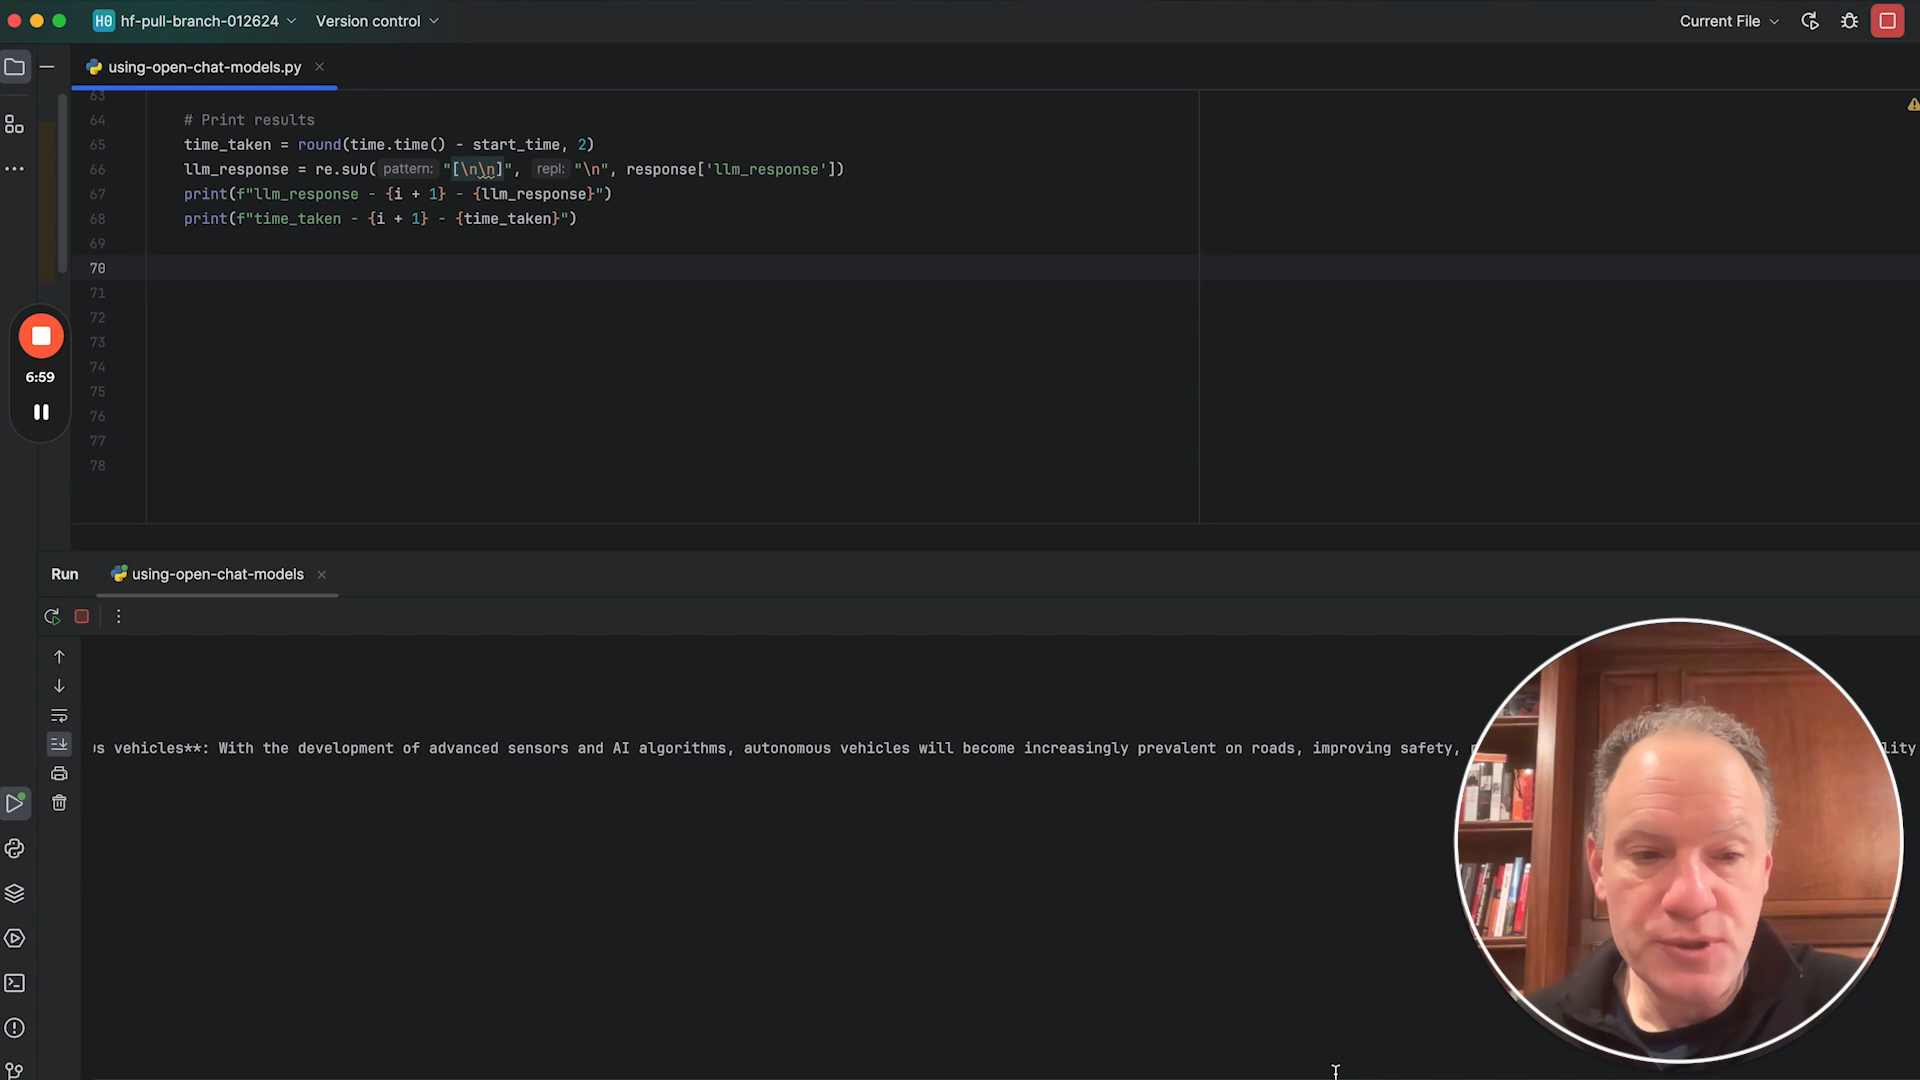 H0 hf-pull-branch-012624 Version control Current File
using-open-chat-models.py
63
64 # Print results
65 time_taken = round(time.time() - start_time, 2)
66 llm_response = re.sub( pattern: "[\n\n]", repl: "\n", response['llm_response'])
67 print(f"llm_response - {i + 1} - {llm_response}")
68 print(f"time_taken - {i + 1} - {time_taken}")
69
70
71
72
73
74
75
76
77
78
6:59
Run using-open-chat-models
us vehicles**: With the development of advanced sensors and AI algorithms, autonomous vehicles will become increasingly prevalent on roads, improving safety,